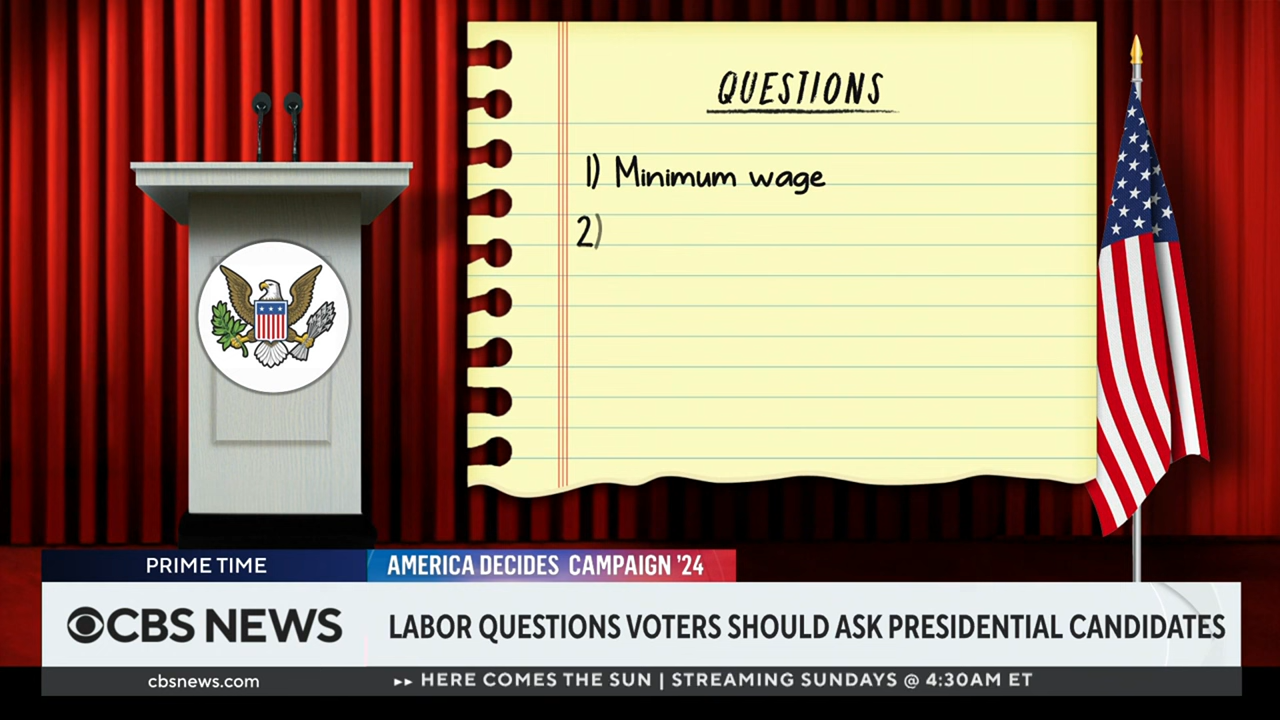 QUESTIONS
1) Minimum wage
2)
PRIME TIME
AMERICA DECIDES CAMPAIGN '24
CBS NEWS
LABOR QUESTIONS VOTERS SHOULD ASK PRESIDENTIAL CANDIDATES
cbsnews.com
HERE COMES THE SUN | STREAMING SUNDAYS @ 4:30AM ET